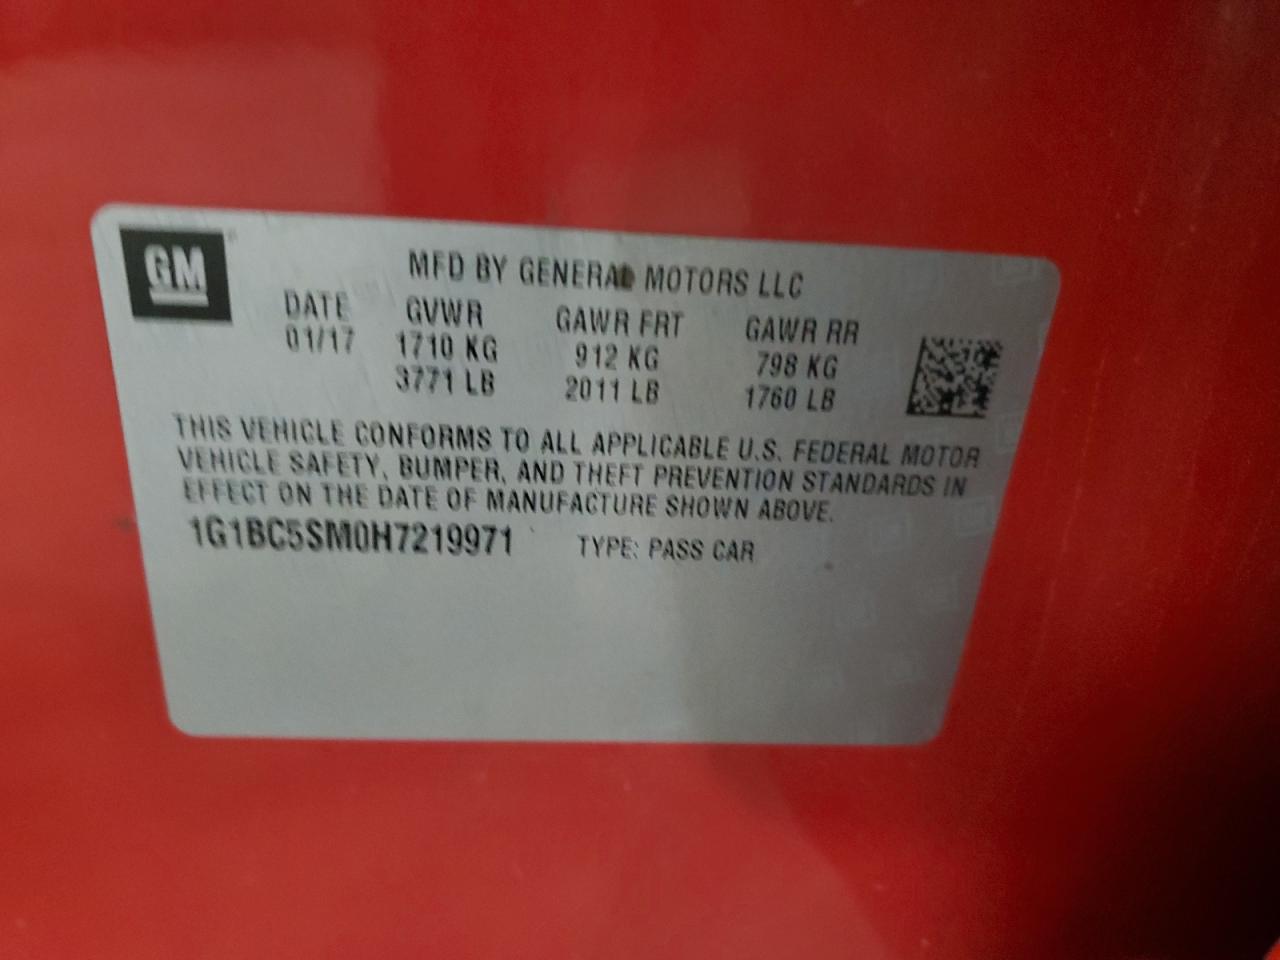 GM
MFD BY GENERAL MOTORS LLC
DATE GVWR GAWR FRT GAWR RR
01/17 1710 KG 912 KG 798 KG
3771 LB 2011 LB 1760 LB
THIS VEHICLE CONFORMS TO ALL APPLICABLE U.S. FEDERAL MOTOR
VEHICLE SAFETY, BUMPER, AND THEFT PREVENTION STANDARDS IN
EFFECT ON THE DATE OF MANUFACTURE SHOWN ABOVE.
1G1BC5SM0H7219971 TYPE: PASS CAR